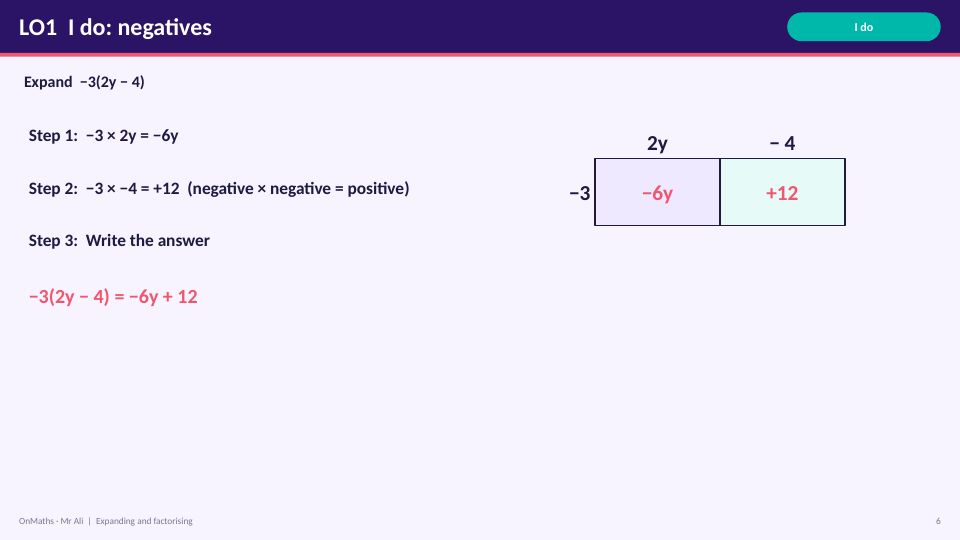 LO1  I do: negatives
I do
Expand  −3(2y − 4)
Step 1:  −3 × 2y = −6y
Step 2:  −3 × −4 = +12  (negative × negative = positive)
Step 3:  Write the answer
−3(2y − 4) = −6y + 12
2y
− 4
−3
−6y
+12
OnMaths - Mr Ali  |  Expanding and factorising
6